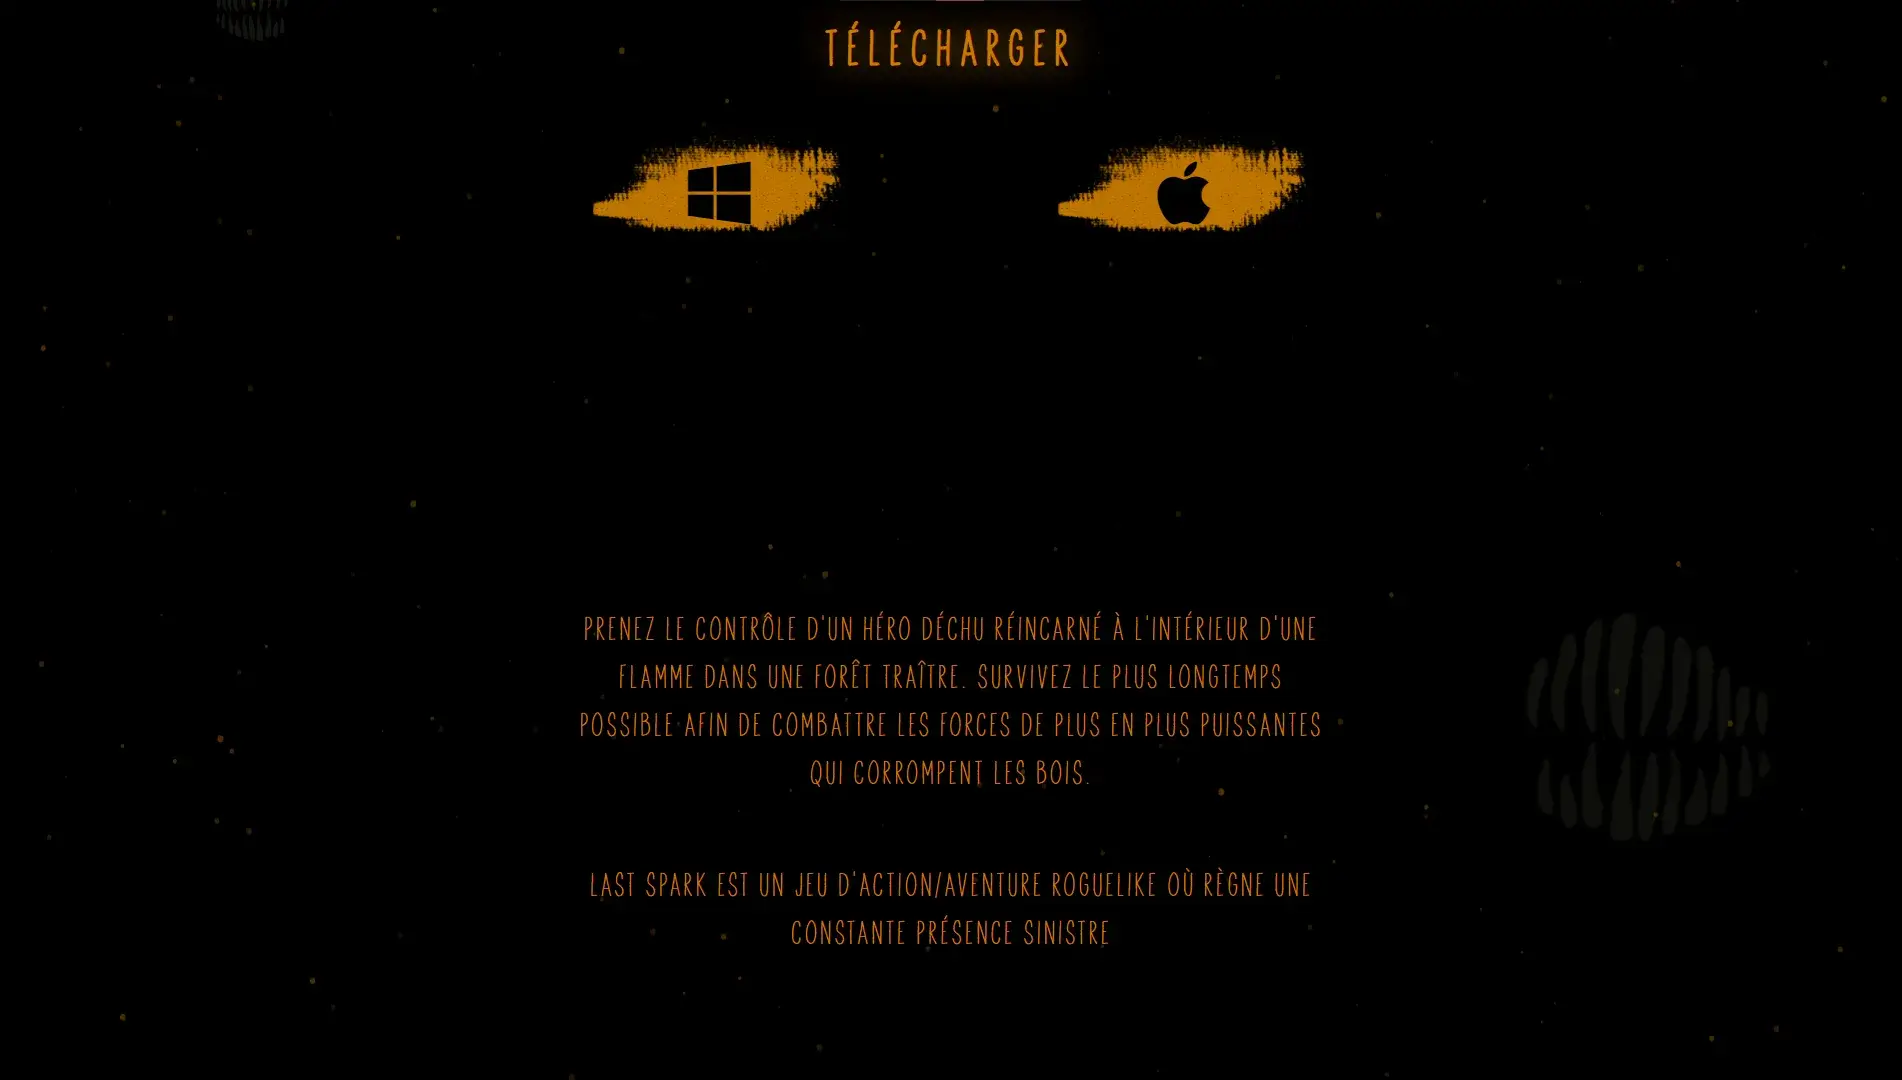 TÉLÉCHARGER
PRENEZ LE CONTRÔLE D'UN HÉRO DÉCHU RÉINCARNÉ À L'INTÉRIEUR D'UNE
FLAMME DANS UNE FORÊT TRAÎTRE. SURVIVEZ LE PLUS LONGTEMPS
POSSIBLE AFIN DE COMBATTRE LES FORCES DE PLUS EN PLUS PUISSANTES
QUI CORROMPENT LES BOIS.
LAST SPARK EST UN JEU D'ACTION/AVENTURE ROGUELIKE OÙ RÈGNE UNE
CONSTANTE PRÉSENCE SINISTRE